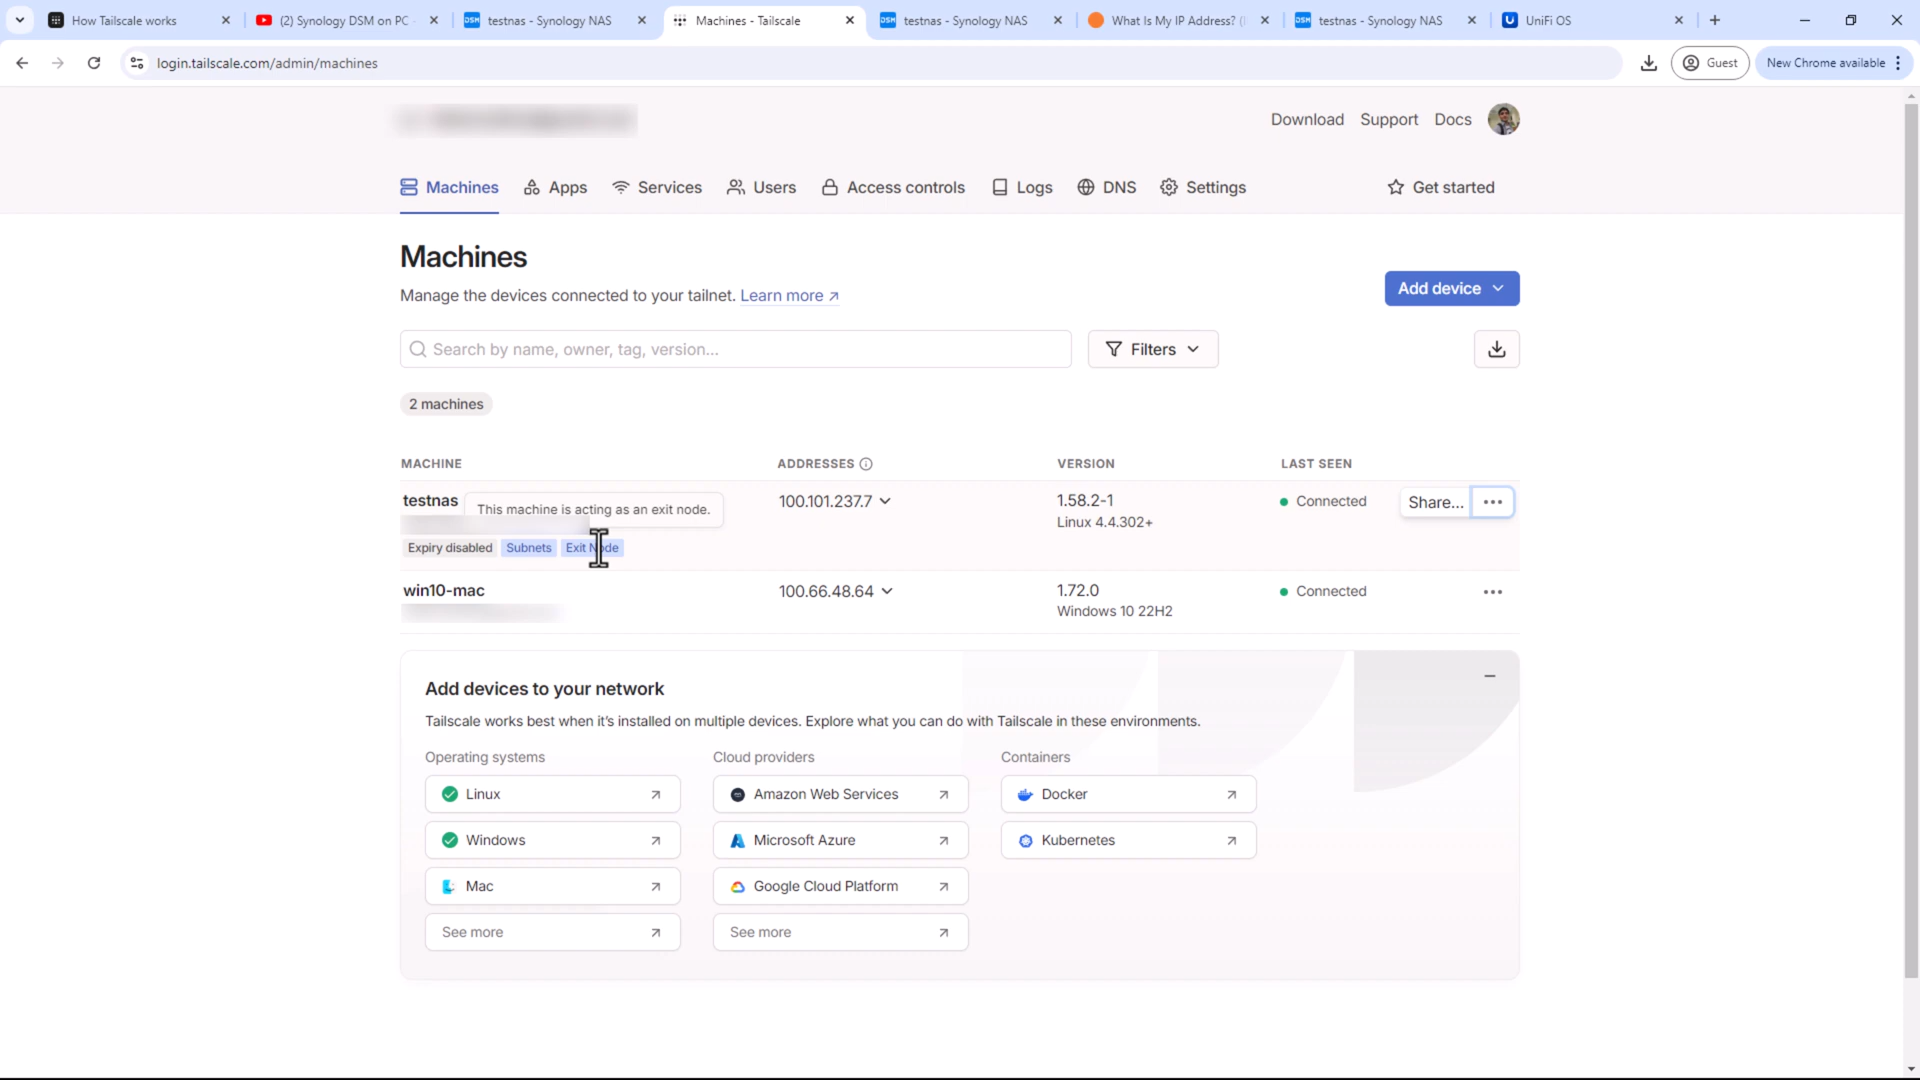 How Tailscale works
(2) Synology DSM on PC -
testnas - Synology NAS
Machines - Tailscale
testnas - Synology NAS
What Is My IP Address? (
testnas - Synology NAS
UniFi OS
login.tailscale.com/admin/machines
Guest
New Chrome available
Download Support Docs
Machines Apps Services Users Access controls Logs DNS Settings Get started
Machines
Manage the devices connected to your tailnet. Learn more ↗
Add device
Search by name, owner, tag, version...
Filters
2 machines
MACHINE ADDRESSES VERSION LAST SEEN
testnas 100.101.237.7 1.58.2-1 Connected Share...
This machine is acting as an exit node.
Linux 4.4.302+
Expiry disabled Subnets Exit Node
win10-mac 100.66.48.64 1.72.0 Connected
Windows 10 22H2
Add devices to your network
Tailscale works best when it's installed on multiple devices. Explore what you can do with Tailscale in these environments.
Operating systems Cloud providers Containers
Linux Amazon Web Services Docker
Windows Microsoft Azure Kubernetes
Mac Google Cloud Platform
See more See more